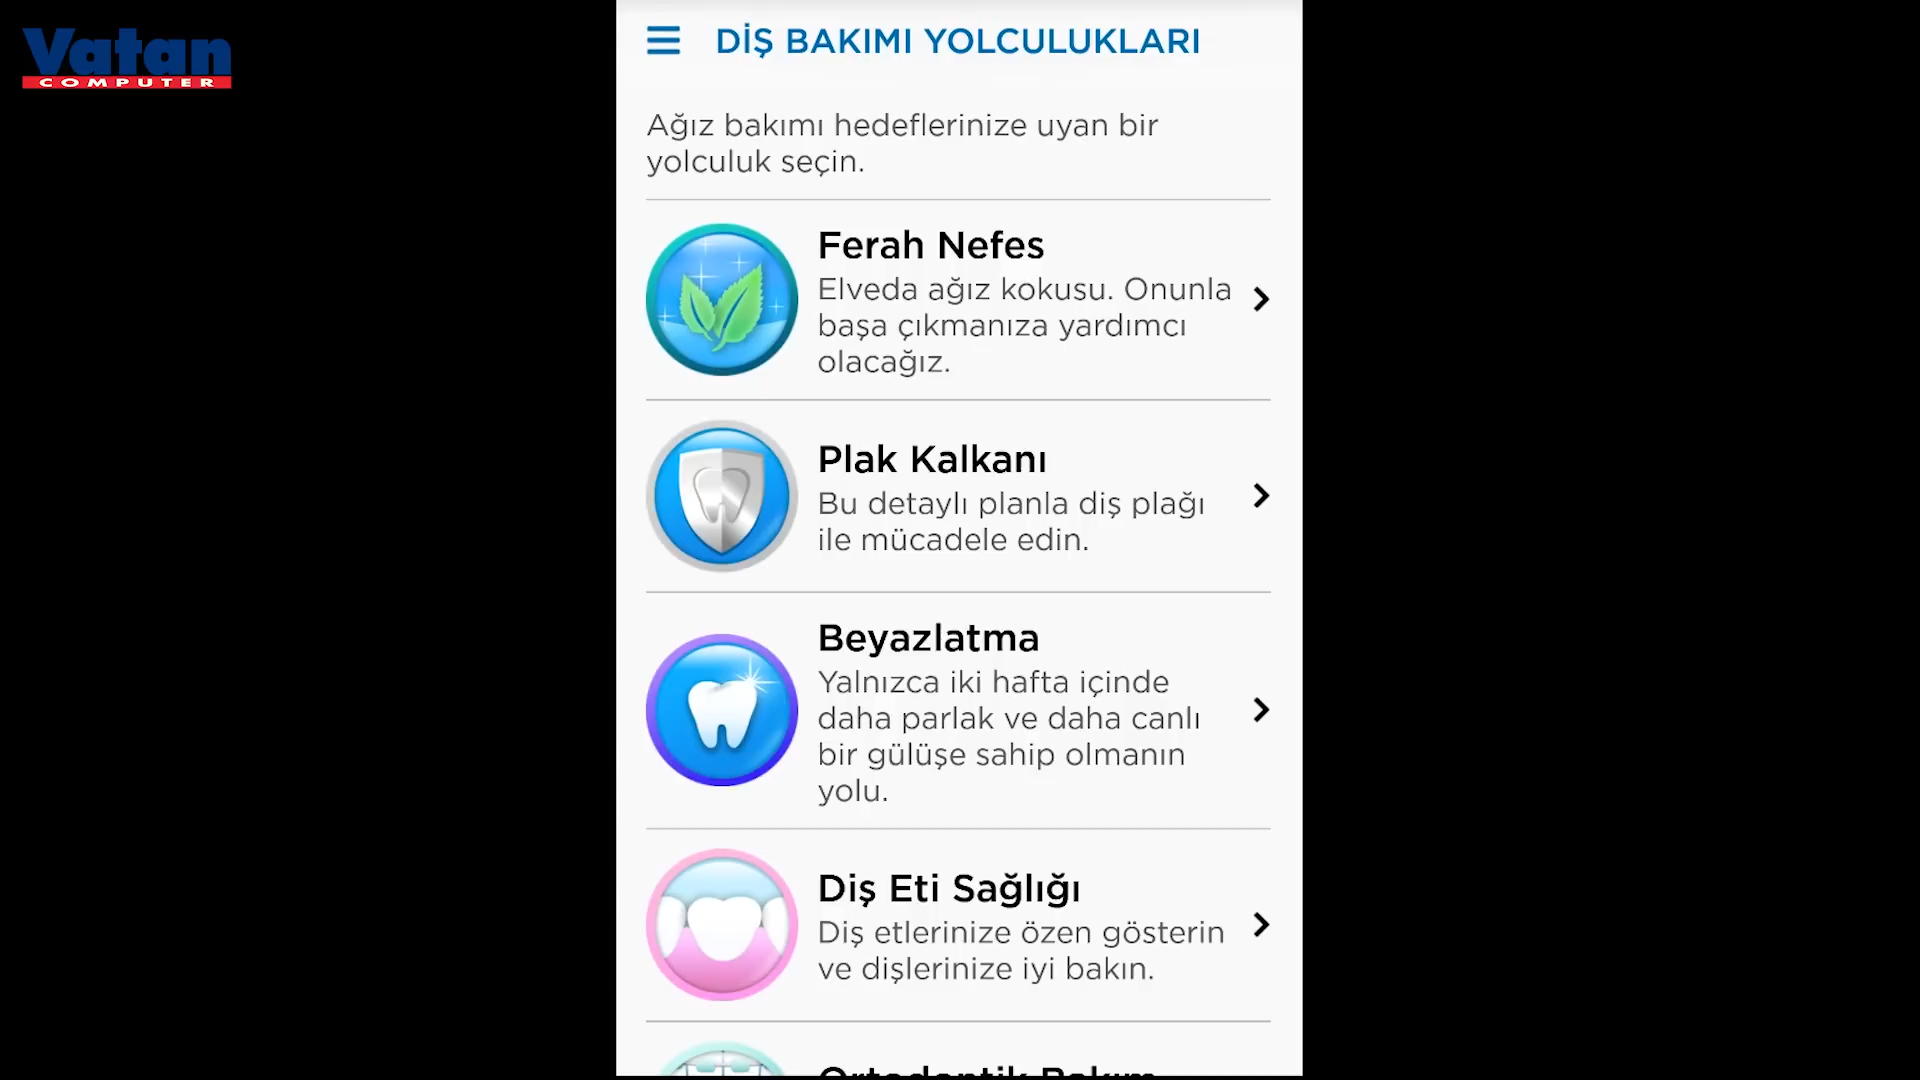 Vatan
COMPUTER
DİŞ BAKIMI YOLCULUKLARI
Ağız bakımı hedeflerinize uyan bir
yolculuk seçin.
Ferah Nefes
Elveda ağız kokusu. Onunla
başa çıkmanıza yardımcı
olacağız.
Plak Kalkanı
Bu detaylı planla diş plağı
ile mücadele edin.
Beyazlatma
Yalnızca iki hafta içinde
daha parlak ve daha canlı
bir gülüşe sahip olmanın
yolu.
Diş Eti Sağlığı
Diş etlerinize özen gösterin
ve dişlerinize iyi bakın.
Ortodontik Bakım